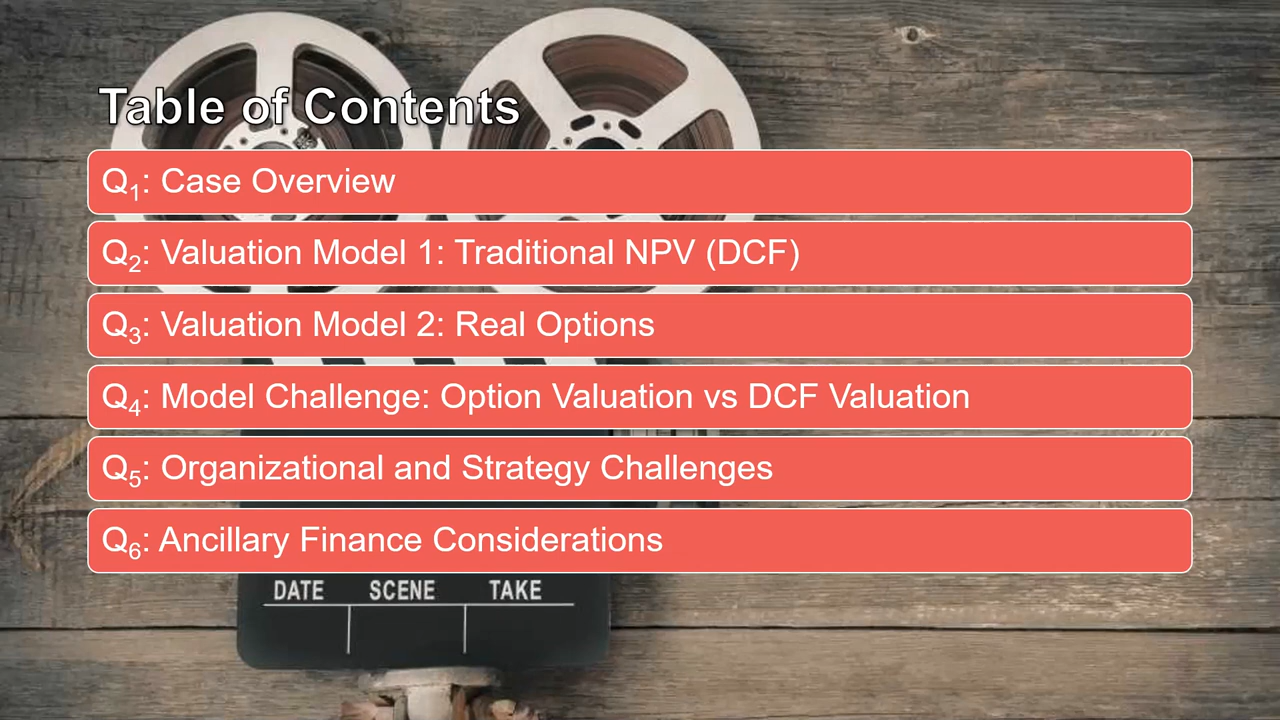 Table of Contents
Q₁: Case Overview
Q₂: Valuation Model 1: Traditional NPV (DCF)
Q₃: Valuation Model 2: Real Options
Q₄: Model Challenge: Option Valuation vs DCF Valuation
Q₅: Organizational and Strategy Challenges
Q₆: Ancillary Finance Considerations
DATE SCENE TAKE